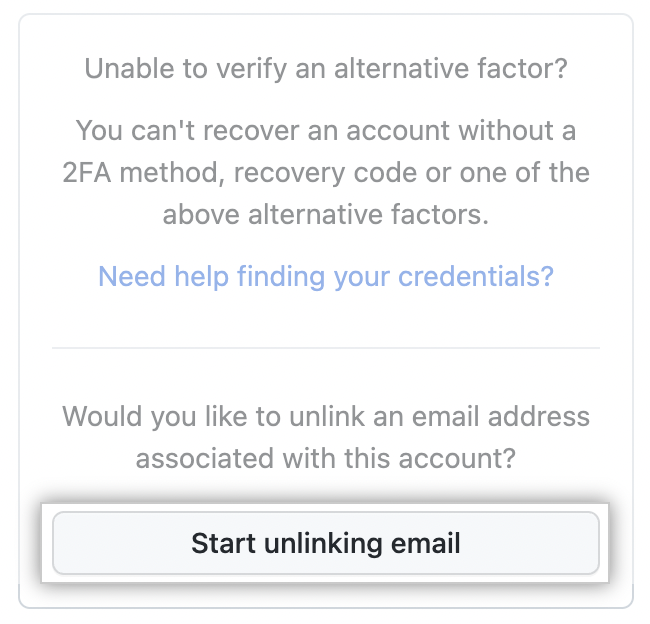 Unable to verify an alternative factor?
You can't recover an account without a
2FA method, recovery code or one of the
above alternative factors.
Need help finding your credentials?
Would you like to unlink an email address
associated with this account?
Start unlinking email